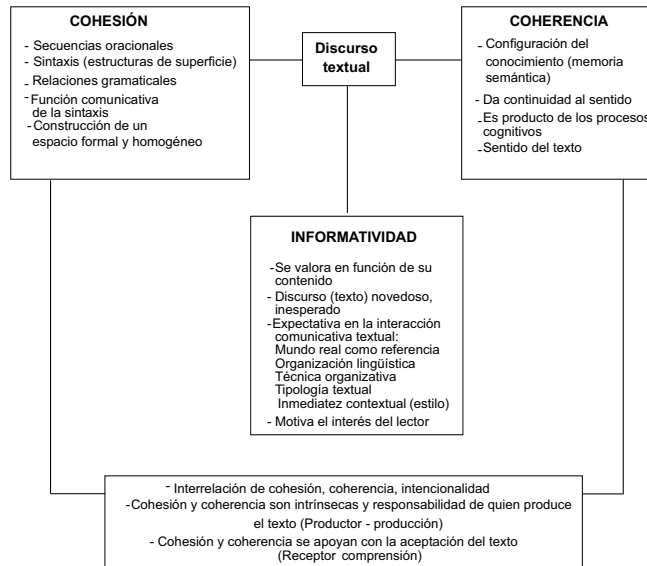 COHESIÓN
- Secuencias oracionales
- Sintaxis (estructuras de superficie)
- Relaciones gramaticales
- Función comunicativa
de la sintaxis
- Construcción de un
espacio formal y homogéneo
Discurso
textual
COHERENCIA
- Configuración del
conocimiento (memoria
semántica)
- Da continuidad al sentido
- Es producto de los procesos
cognitivos
- Sentido del texto
INFORMATIVIDAD
- Se valora en función de su
contenido
- Discurso (texto) novedoso,
inesperado
- Expectativa en la interacción
comunicativa textual:
Mundo real como referencia
Organización lingüística
Técnica organizativa
Tipología textual
Inmediatez contextual (estilo)
- Motiva el interés del lector
- Interrelación de cohesión, coherencia, intencionalidad
- Cohesión y coherencia son intrínsecas y responsabilidad de quien produce
el texto (Productor - producción)
- Cohesión y coherencia se apoyan con la aceptación del texto
(Receptor comprensión)